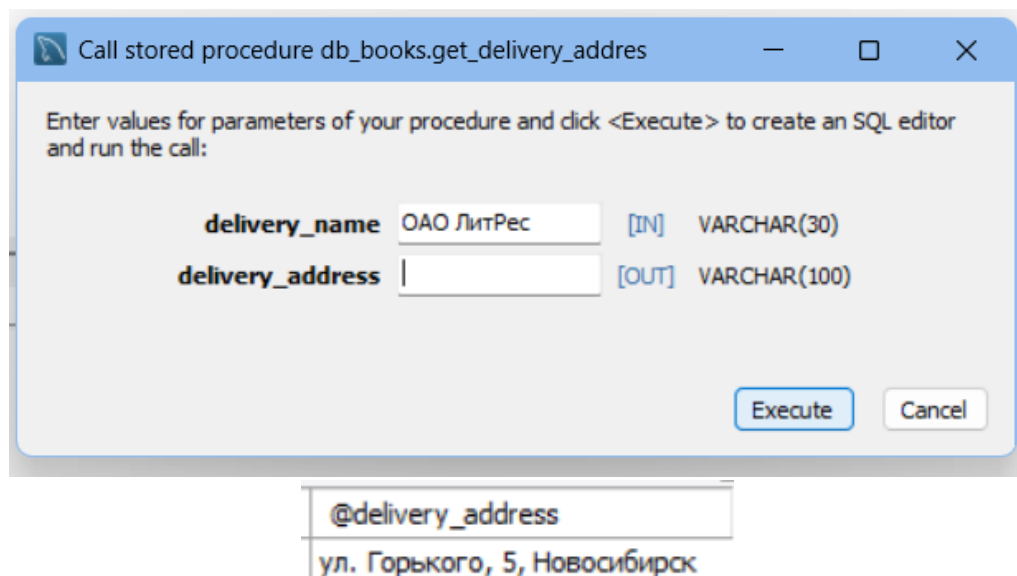 Call stored procedure db_books.get_delivery_addres
Enter values for parameters of your procedure and click <Execute> to create an SQL editor
and run the call:
delivery_name ОАО ЛитРес [IN] VARCHAR(30)
delivery_address [OUT] VARCHAR(100)
Execute Cancel
@delivery_address
ул. Горького, 5, Новосибирск